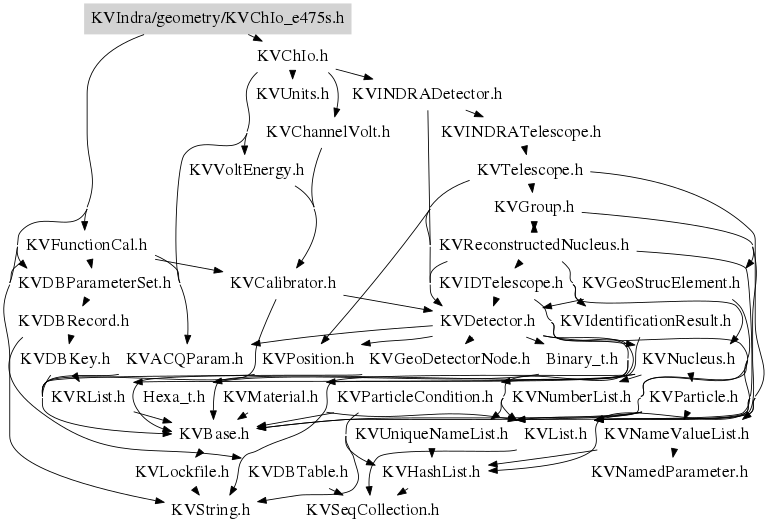 KVIndra/geometry/KVChIo_e475s.h
KVChIo.h
KVUnits.h KVINDRADetector.h
KVChannelVolt.h KVINDRATelescope.h
KVVoltEnergy.h KVTelescope.h
KVGroup.h
KVFunctionCal.h KVReconstructedNucleus.h
KVDBParameterSet.h KVCalibrator.h KVIDTelescope.h KVGeoStrucElement.h
KVDBRecord.h KVDetector.h KVIdentificationResult.h
KVDBKey.h KVACQParam.h KVPosition.h KVGeoDetectorNode.h Binary_t.h KVNucleus.h
KVRList.h Hexa_t.h KVMaterial.h KVParticleCondition.h KVNumberList.h KVParticle.h
KVBase.h KVUniqueNameList.h KVList.h KVNameValueList.h
KVLockfile.h KVDBTable.h KVHashList.h KVNamedParameter.h
KVString.h KVSeqCollection.h